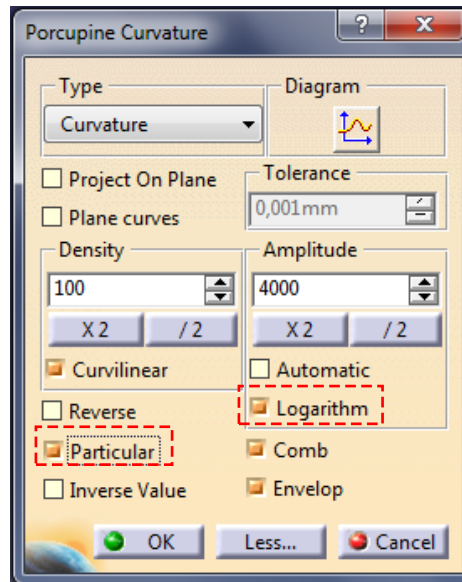 Porcupine Curvature
? X
Type Diagram
Curvature
Project On Plane
Tolerance
Plane curves
0,001mm
Density Amplitude
100 4000
X 2 / 2 X 2 / 2
Curvilinear Automatic
Reverse Logarithm
Particular Comb
Inverse Value Envelop
OK Less... Cancel